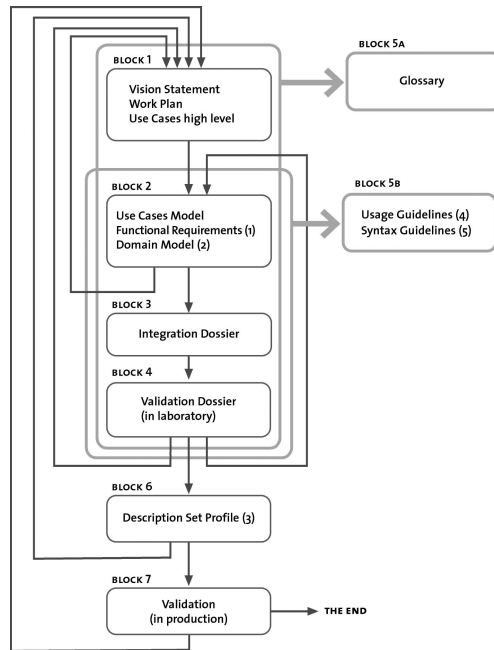 BLOCK 5A
Glossary
BLOCK 1
Vision Statement
Work Plan
Use Cases high level
BLOCK 2
Use Cases Model
Functional Requirements (1)
Domain Model (2)
BLOCK 5B
Usage Guidelines (4)
Syntax Guidelines (5)
BLOCK 3
Integration Dossier
BLOCK 4
Validation Dossier
(in laboratory)
BLOCK 6
Description Set Profile (3)
BLOCK 7
Validation
(in production)
THE END